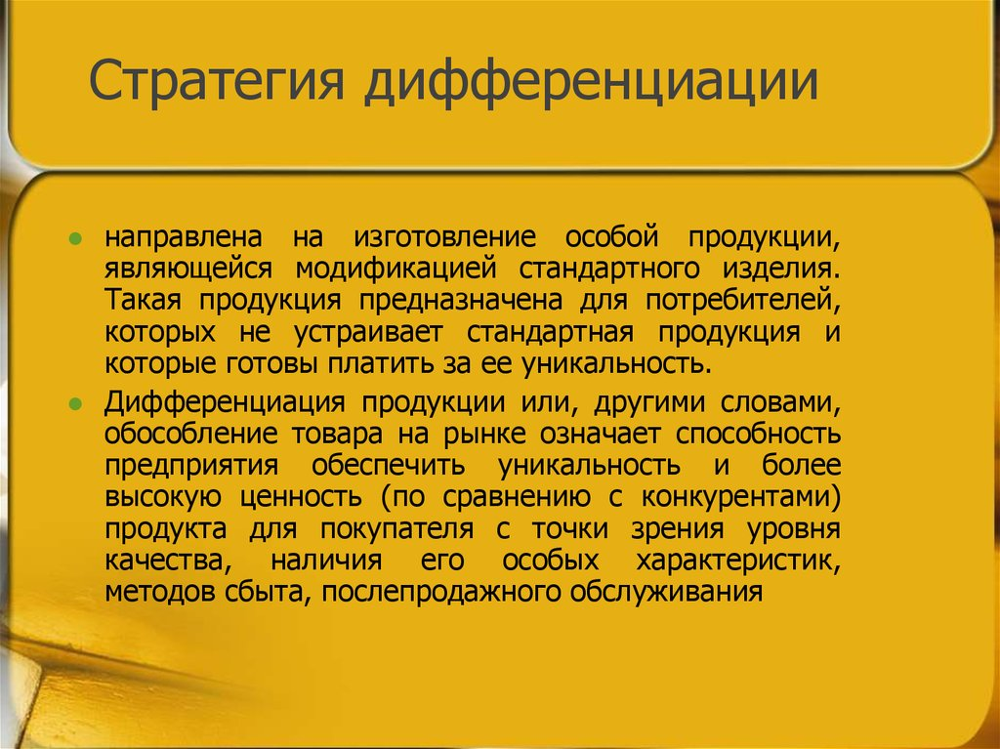 Стратегия дифференциации
направлена на изготовление особой продукции,
являющейся модификацией стандартного изделия.
Такая продукция предназначена для потребителей,
которых не устраивает стандартная продукция и
которые готовы платить за ее уникальность.
Дифференциация продукции или, другими словами,
обособление товара на рынке означает способность
предприятия обеспечить уникальность и более
высокую ценность (по сравнению с конкурентами)
продукта для покупателя с точки зрения уровня
качества, наличия его особых характеристик,
методов сбыта, послепродажного обслуживания